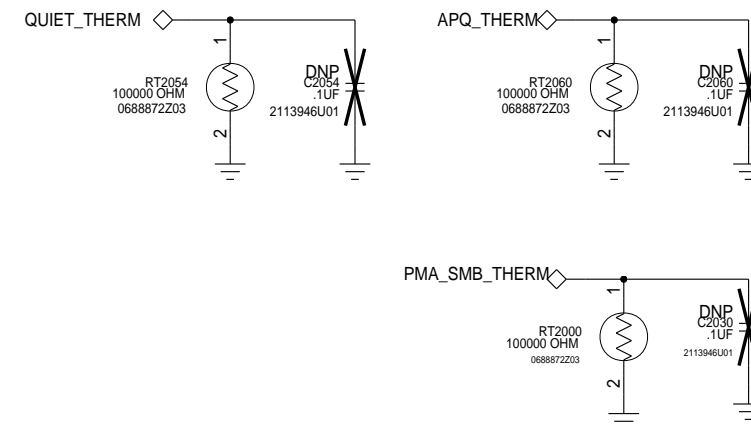 QUIET_THERM
1
RT2054
100000 OHM
0688872Z03
2
DNP
C2054
.1UF
2113946U01
APQ_THERM
1
RT2060
100000 OHM
0688872Z03
2
DNP
C2060
.1UF
2113946U01
PMA_SMB_THERM
1
RT2000
100000 OHM
0688872Z03
2
DNP
C2030
.1UF
2113946U01